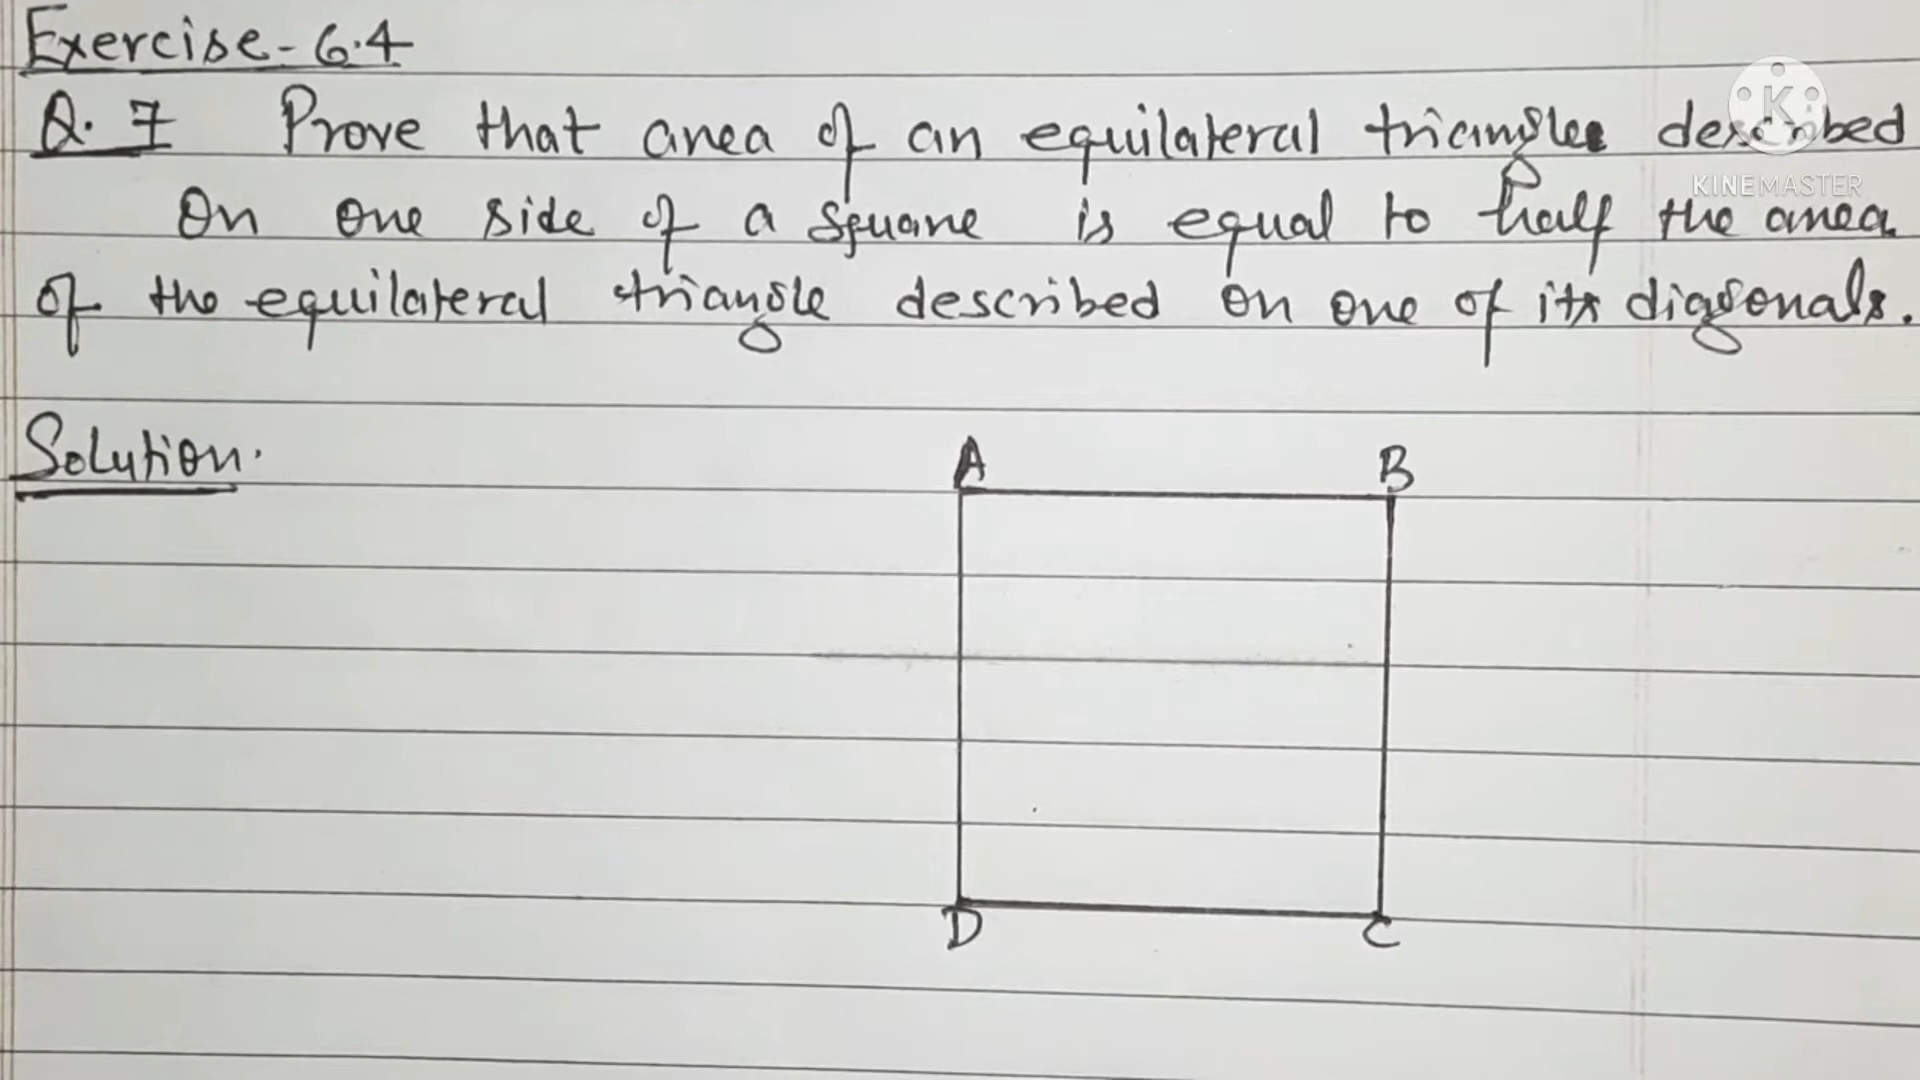 Exercise-6.4
Q.7 Prove that area of an equilateral triangle described
On one side of a square is equal to half the area
of the equilateral triangle described on one of its diagonals.
Solution.
A
B
D
C
K
KINEMASTER